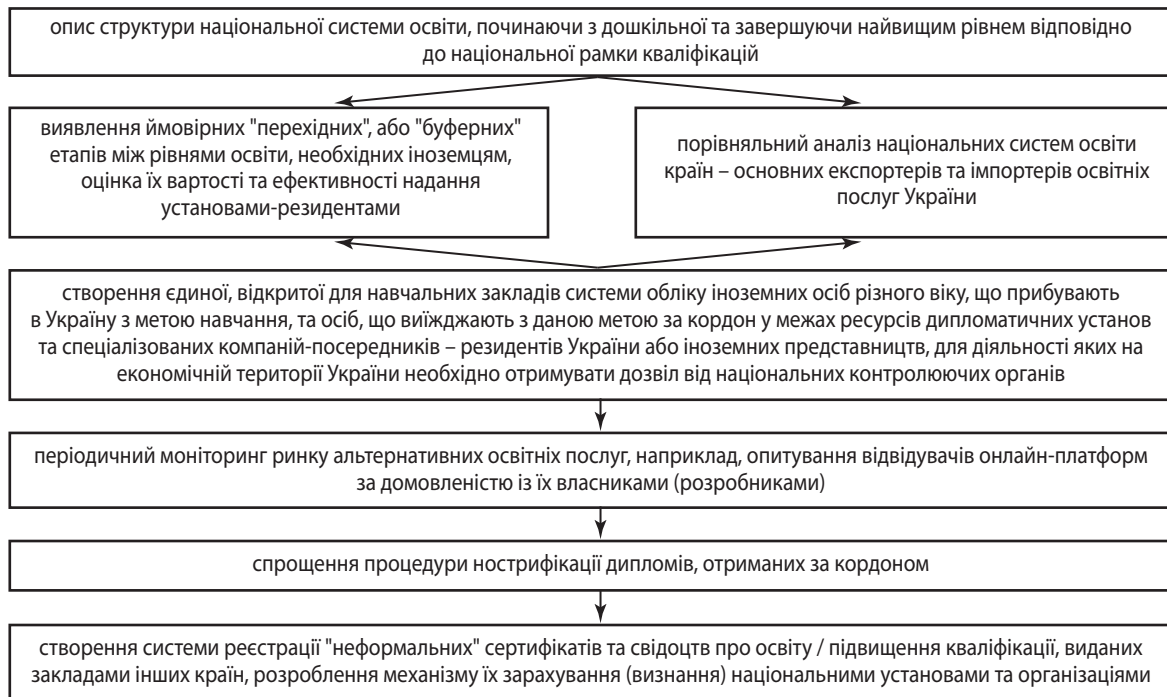 опис структури національної системи освіти, починаючи з дошкільної та завершуючи найвищим рівнем відповідно
до національної рамки кваліфікацій
виявлення ймовірних "перехідних", або "буферних"
етапів між рівнями освіти, необхідних іноземцям,
оцінка їх вартості та ефективності надання
установами-резидентами
порівняльний аналіз національних систем освіти
країн – основних експортерів та імпортерів освітніх
послуг України
створення єдиної, відкритої для навчальних закладів системи обліку іноземних осіб різного віку, що прибувають
в Україну з метою навчання, та осіб, що виїжджають з даною метою за кордон у межах ресурсів дипломатичних установ
та спеціалізованих компаній-посередників – резидентів України або іноземних представництв, для діяльності яких на
економічній території України необхідно отримувати дозвіл від національних контролюючих органів
періодичний моніторинг ринку альтернативних освітніх послуг, наприклад, опитування відвідувачів онлайн-платформ
за домовленістю із їх власниками (розробниками)
спрощення процедури нострифікації дипломів, отриманих за кордоном
створення системи реєстрації "неформальних" сертифікатів та свідоцтв про освіту / підвищення кваліфікації, виданих
закладами інших країн, розроблення механізму їх зарахування (визнання) національними установами та організаціями